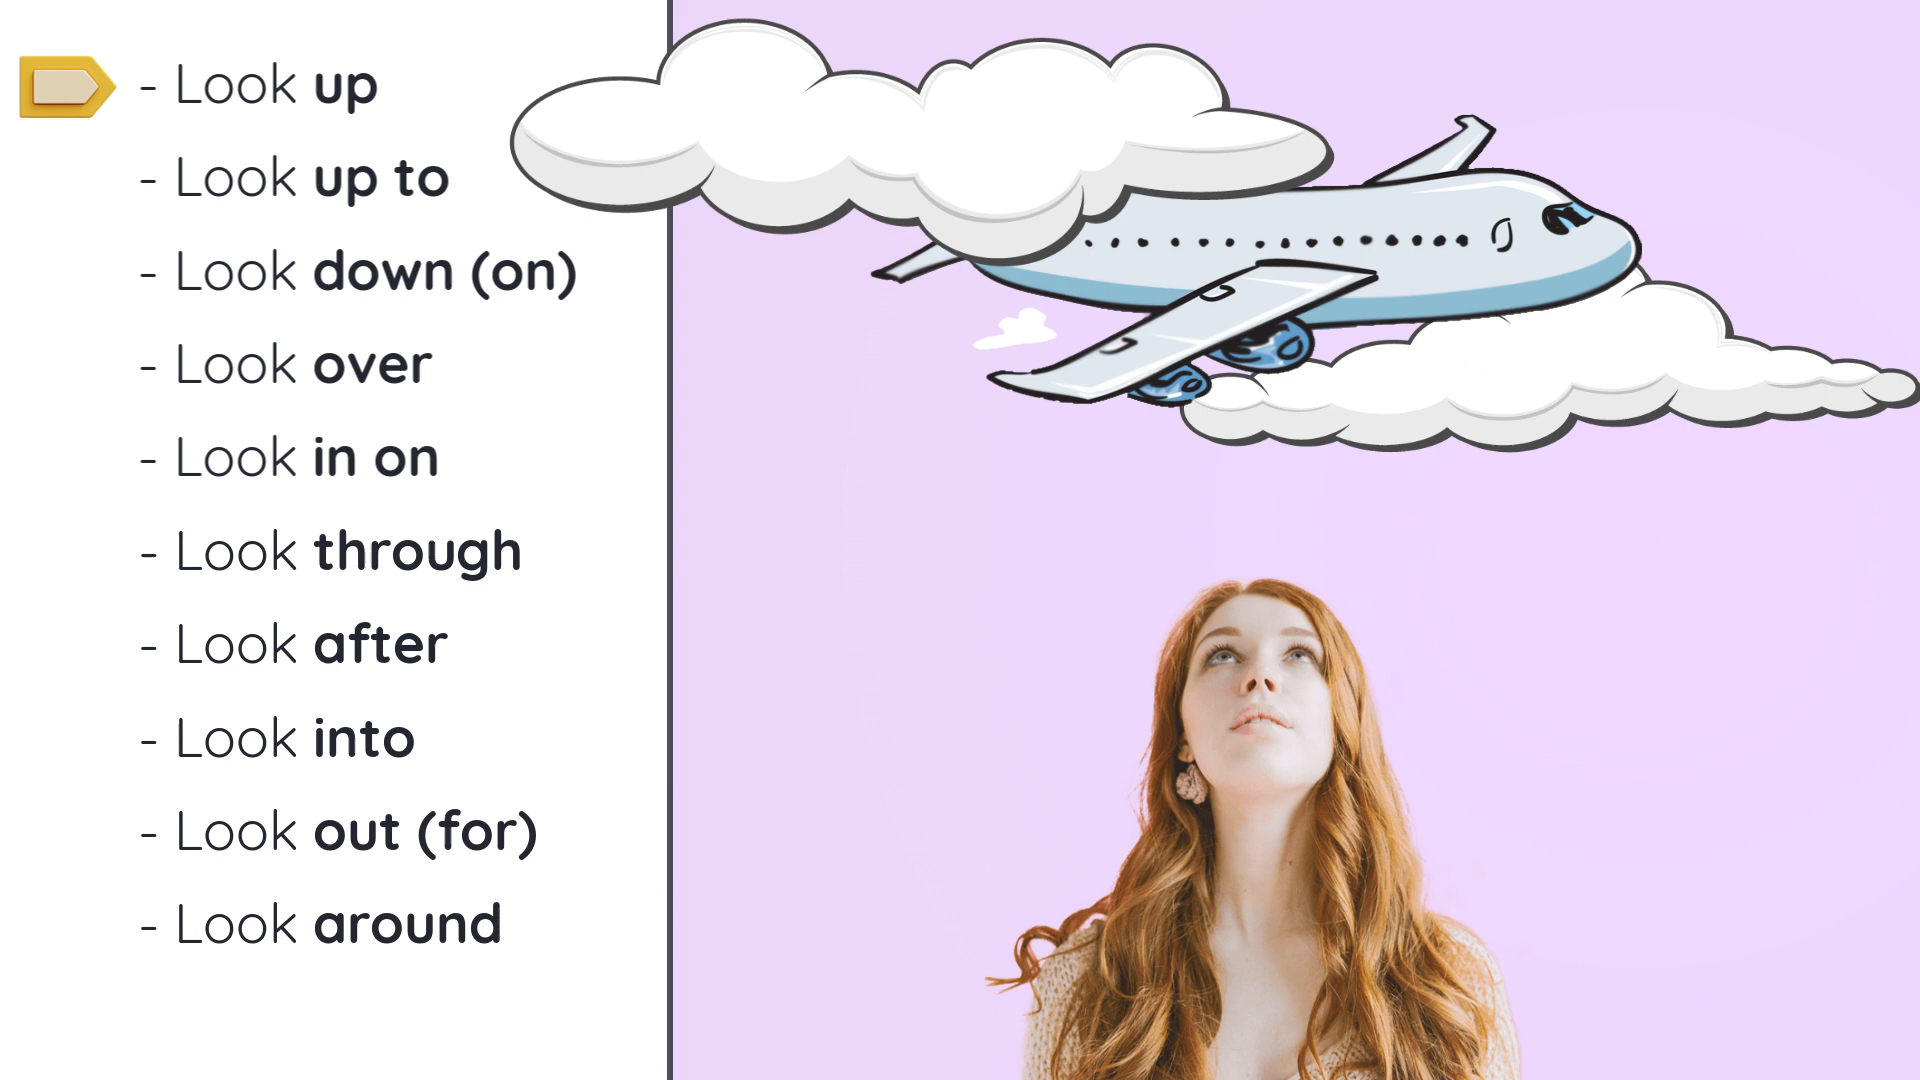 - Look up
- Look up to
- Look down (on)
- Look over
- Look in on
- Look through
- Look after
- Look into
- Look out (for)
- Look around